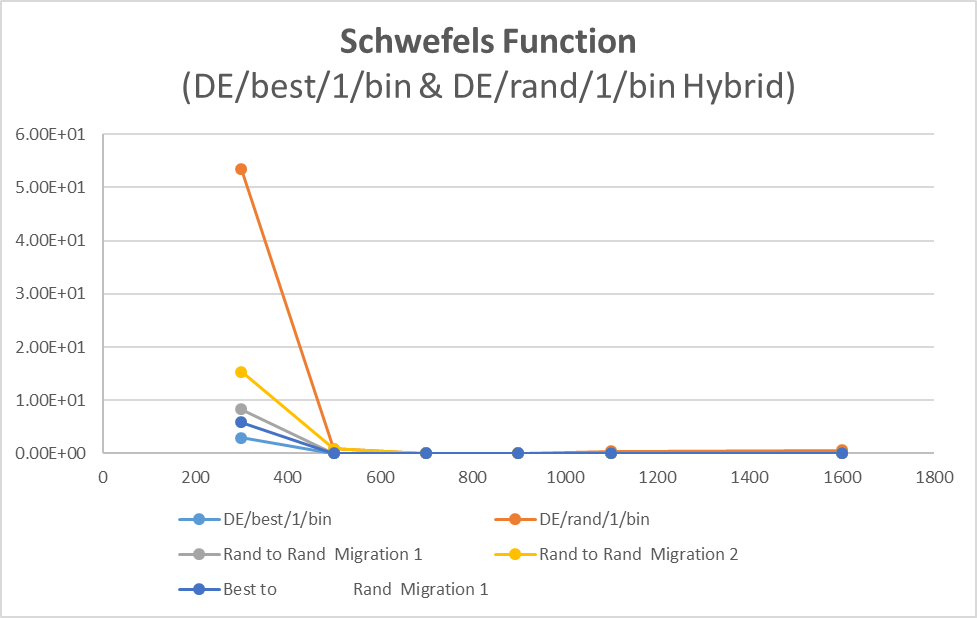 Schwefels Function
(DE/best/1/bin & DE/rand/1/bin Hybrid)
6.00E+01
5.00E+01
4.00E+01
3.00E+01
2.00E+01
1.00E+01
0.00E+00
0 200 400 600 800 1000 1200 1400 1600 1800
DE/best/1/bin DE/rand/1/bin
Rand to Rand Migration 1 Rand to Rand Migration 2
Best to Rand Migration 1